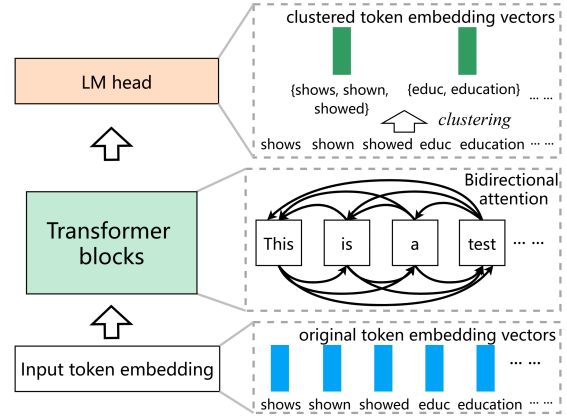 clustered token embedding vectors
LM head
{shows, shown,
showed}
{educ, education}
... ...
clustering
shows shown showed educ education ... ...
Bidirectional
attention
Transformer
blocks
This is a test ... ...
original token embedding vectors
Input token embedding
... ...
shows shown showed educ education ... ...